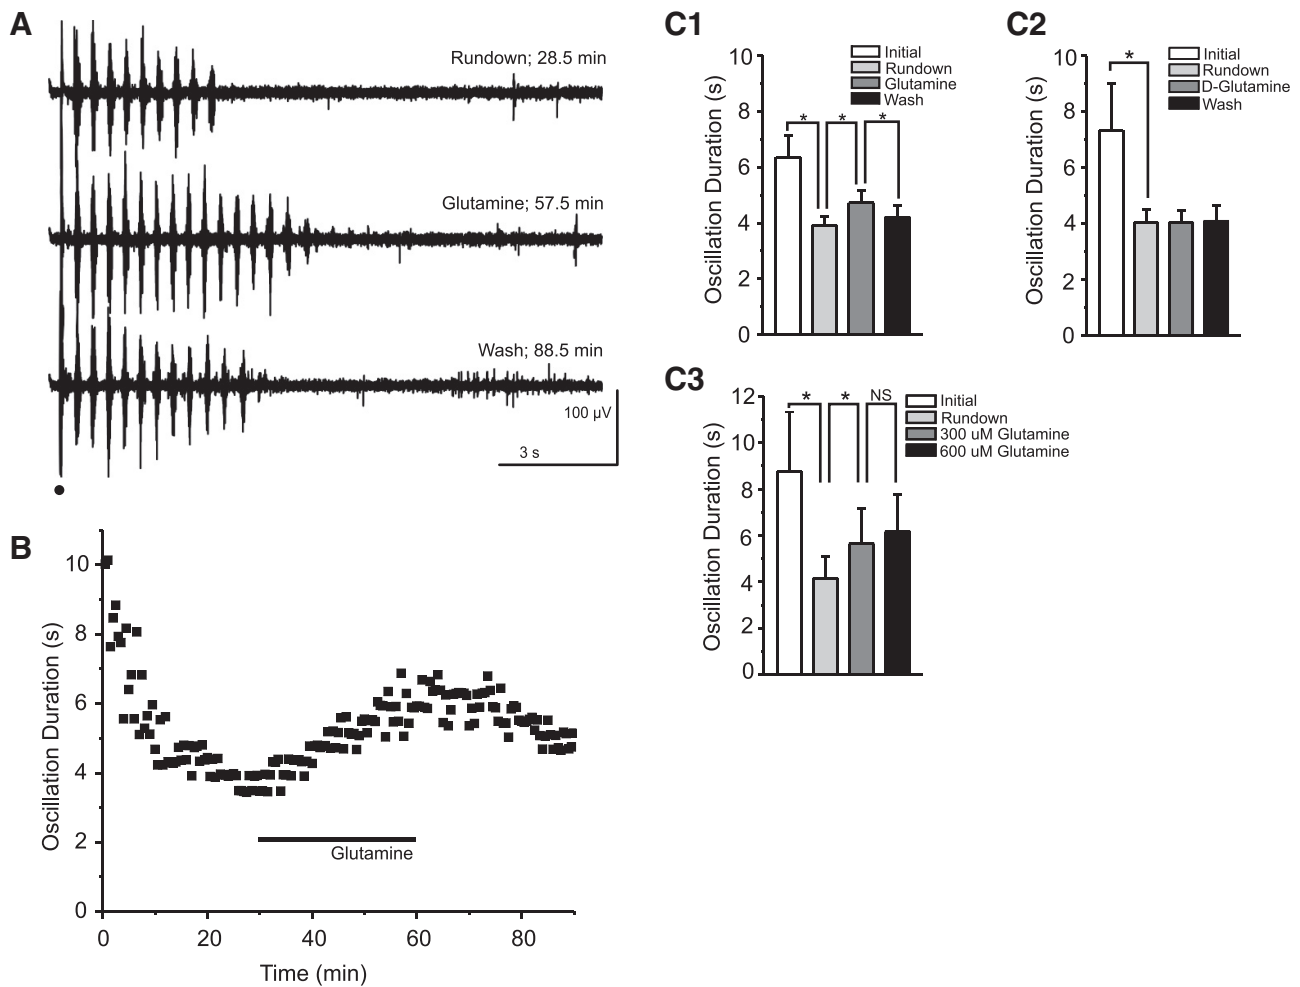 A
Rundown; 28.5 min
Glutamine; 57.5 min
Wash; 88.5 min
100 µV
3 s
B
10
8
6
4
2
0
Oscillation Duration (s)
Glutamine
0 20 40 60 80
Time (min)
C1
Initial
Rundown
Glutamine
Wash
10
8
6
4
2
0
Oscillation Duration (s)
* * *
C2
Initial
Rundown
D-Glutamine
Wash
10
8
6
4
2
0
Oscillation Duration (s)
*
C3
Initial
Rundown
300 uM Glutamine
600 uM Glutamine
12
10
8
6
4
2
0
Oscillation Duration (s)
* * NS